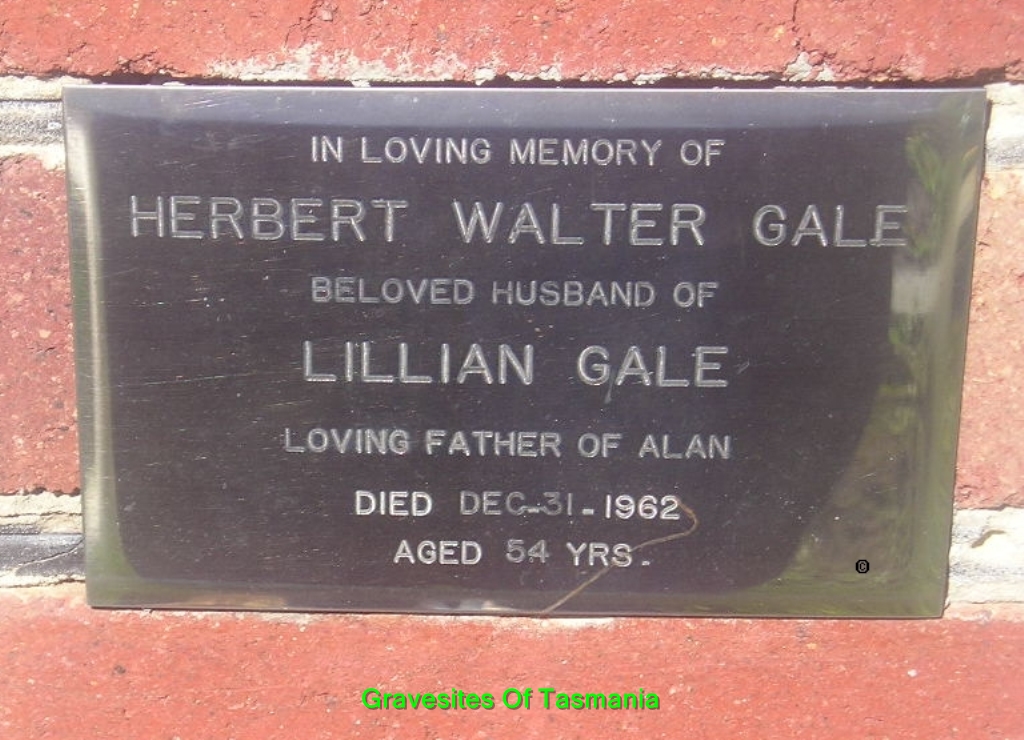 IN LOVING MEMORY OF
HERBERT WALTER GALE
BELOVED HUSBAND OF
LILLIAN GALE
LOVING FATHER OF ALAN
DIED DEC-31-1962
AGED 54 YRS.
©
Gravesites Of Tasmania